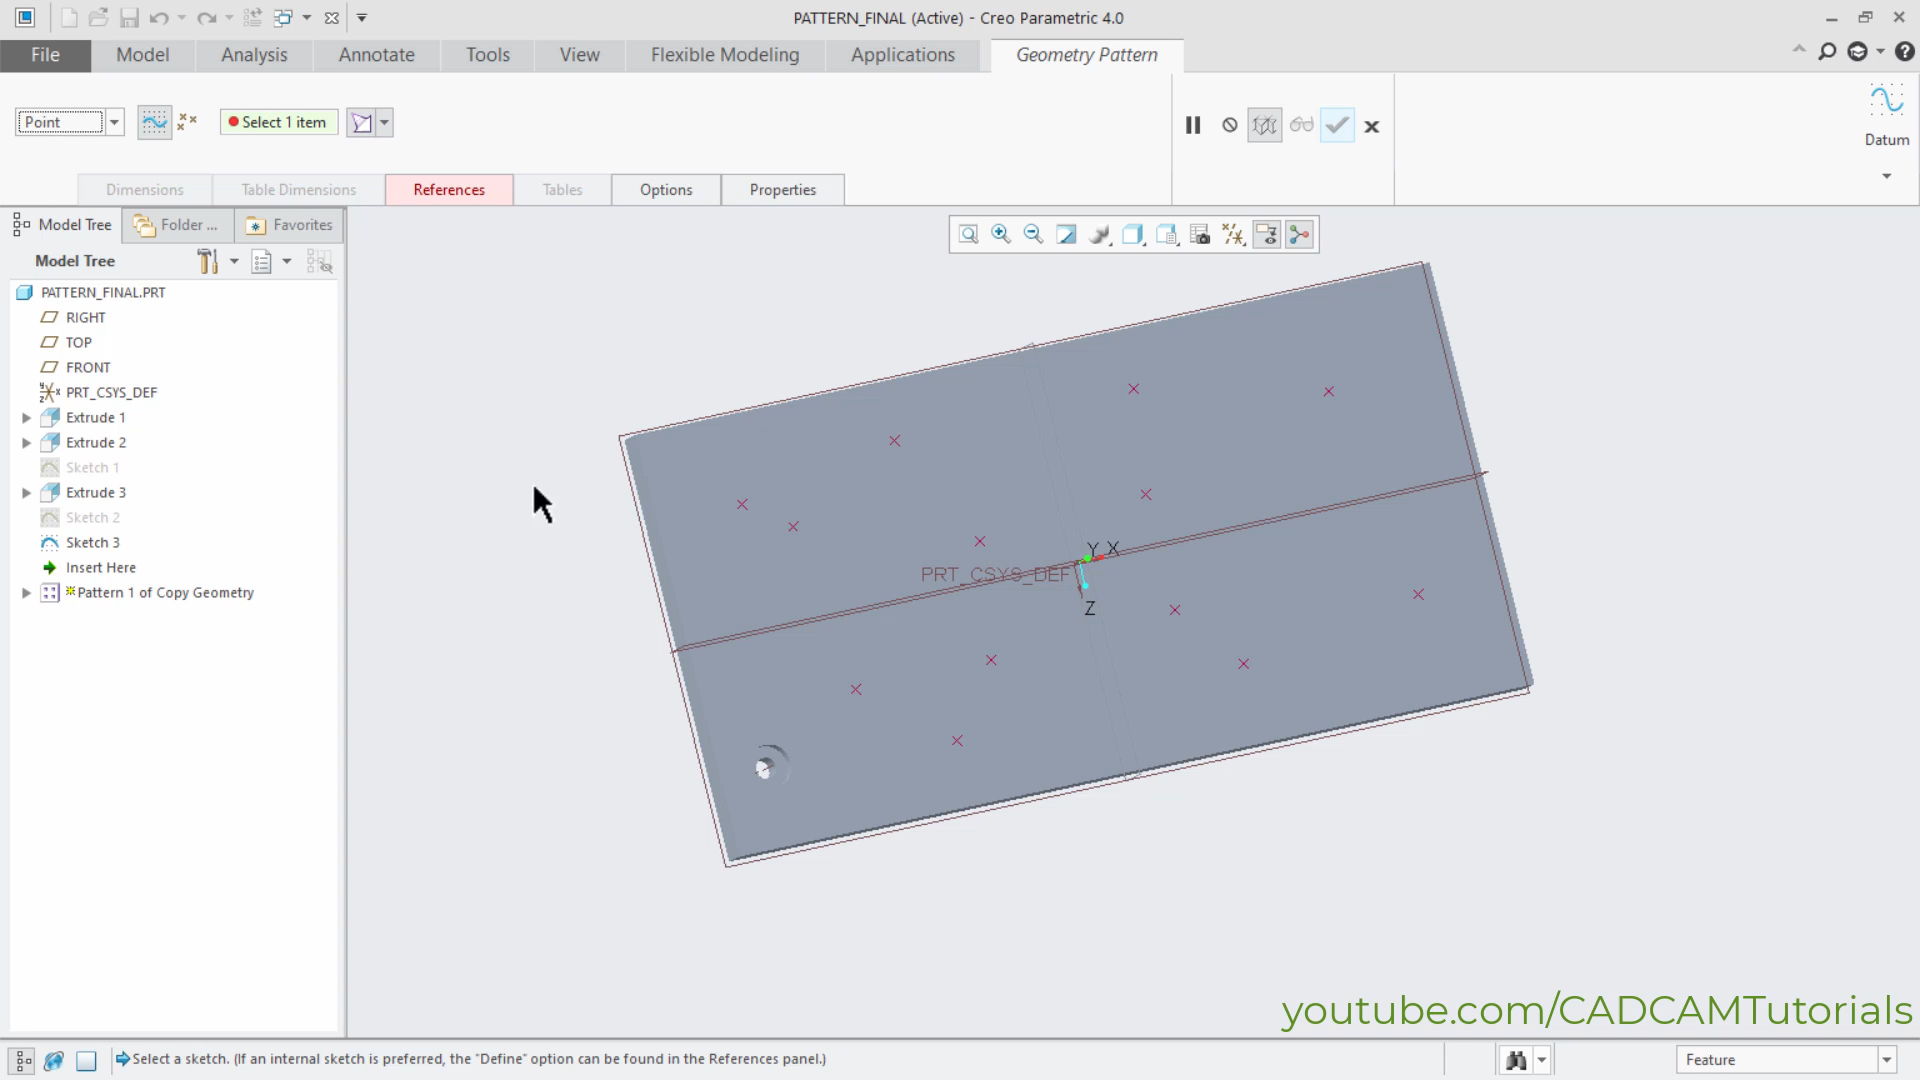 PATTERN_FINAL (Active) - Creo Parametric 4.0
File Model Analysis Annotate Tools View Flexible Modeling Applications Geometry Pattern
Point Select 1 item
Datum
Dimensions Table Dimensions References Tables Options Properties
Model Tree Folder ... Favorites
Model Tree
PATTERN_FINAL.PRT
RIGHT
TOP
FRONT
PRT_CSYS_DEF
Extrude 1
Extrude 2
Sketch 1
Extrude 3
Sketch 2
Sketch 3
Insert Here
Pattern 1 of Copy Geometry
Y X
PRT_CSYS_DEF
Z
youtube.com/CADCAMTutorials
Select a sketch. (If an internal sketch is preferred, the "Define" option can be found in the References panel.)
Feature